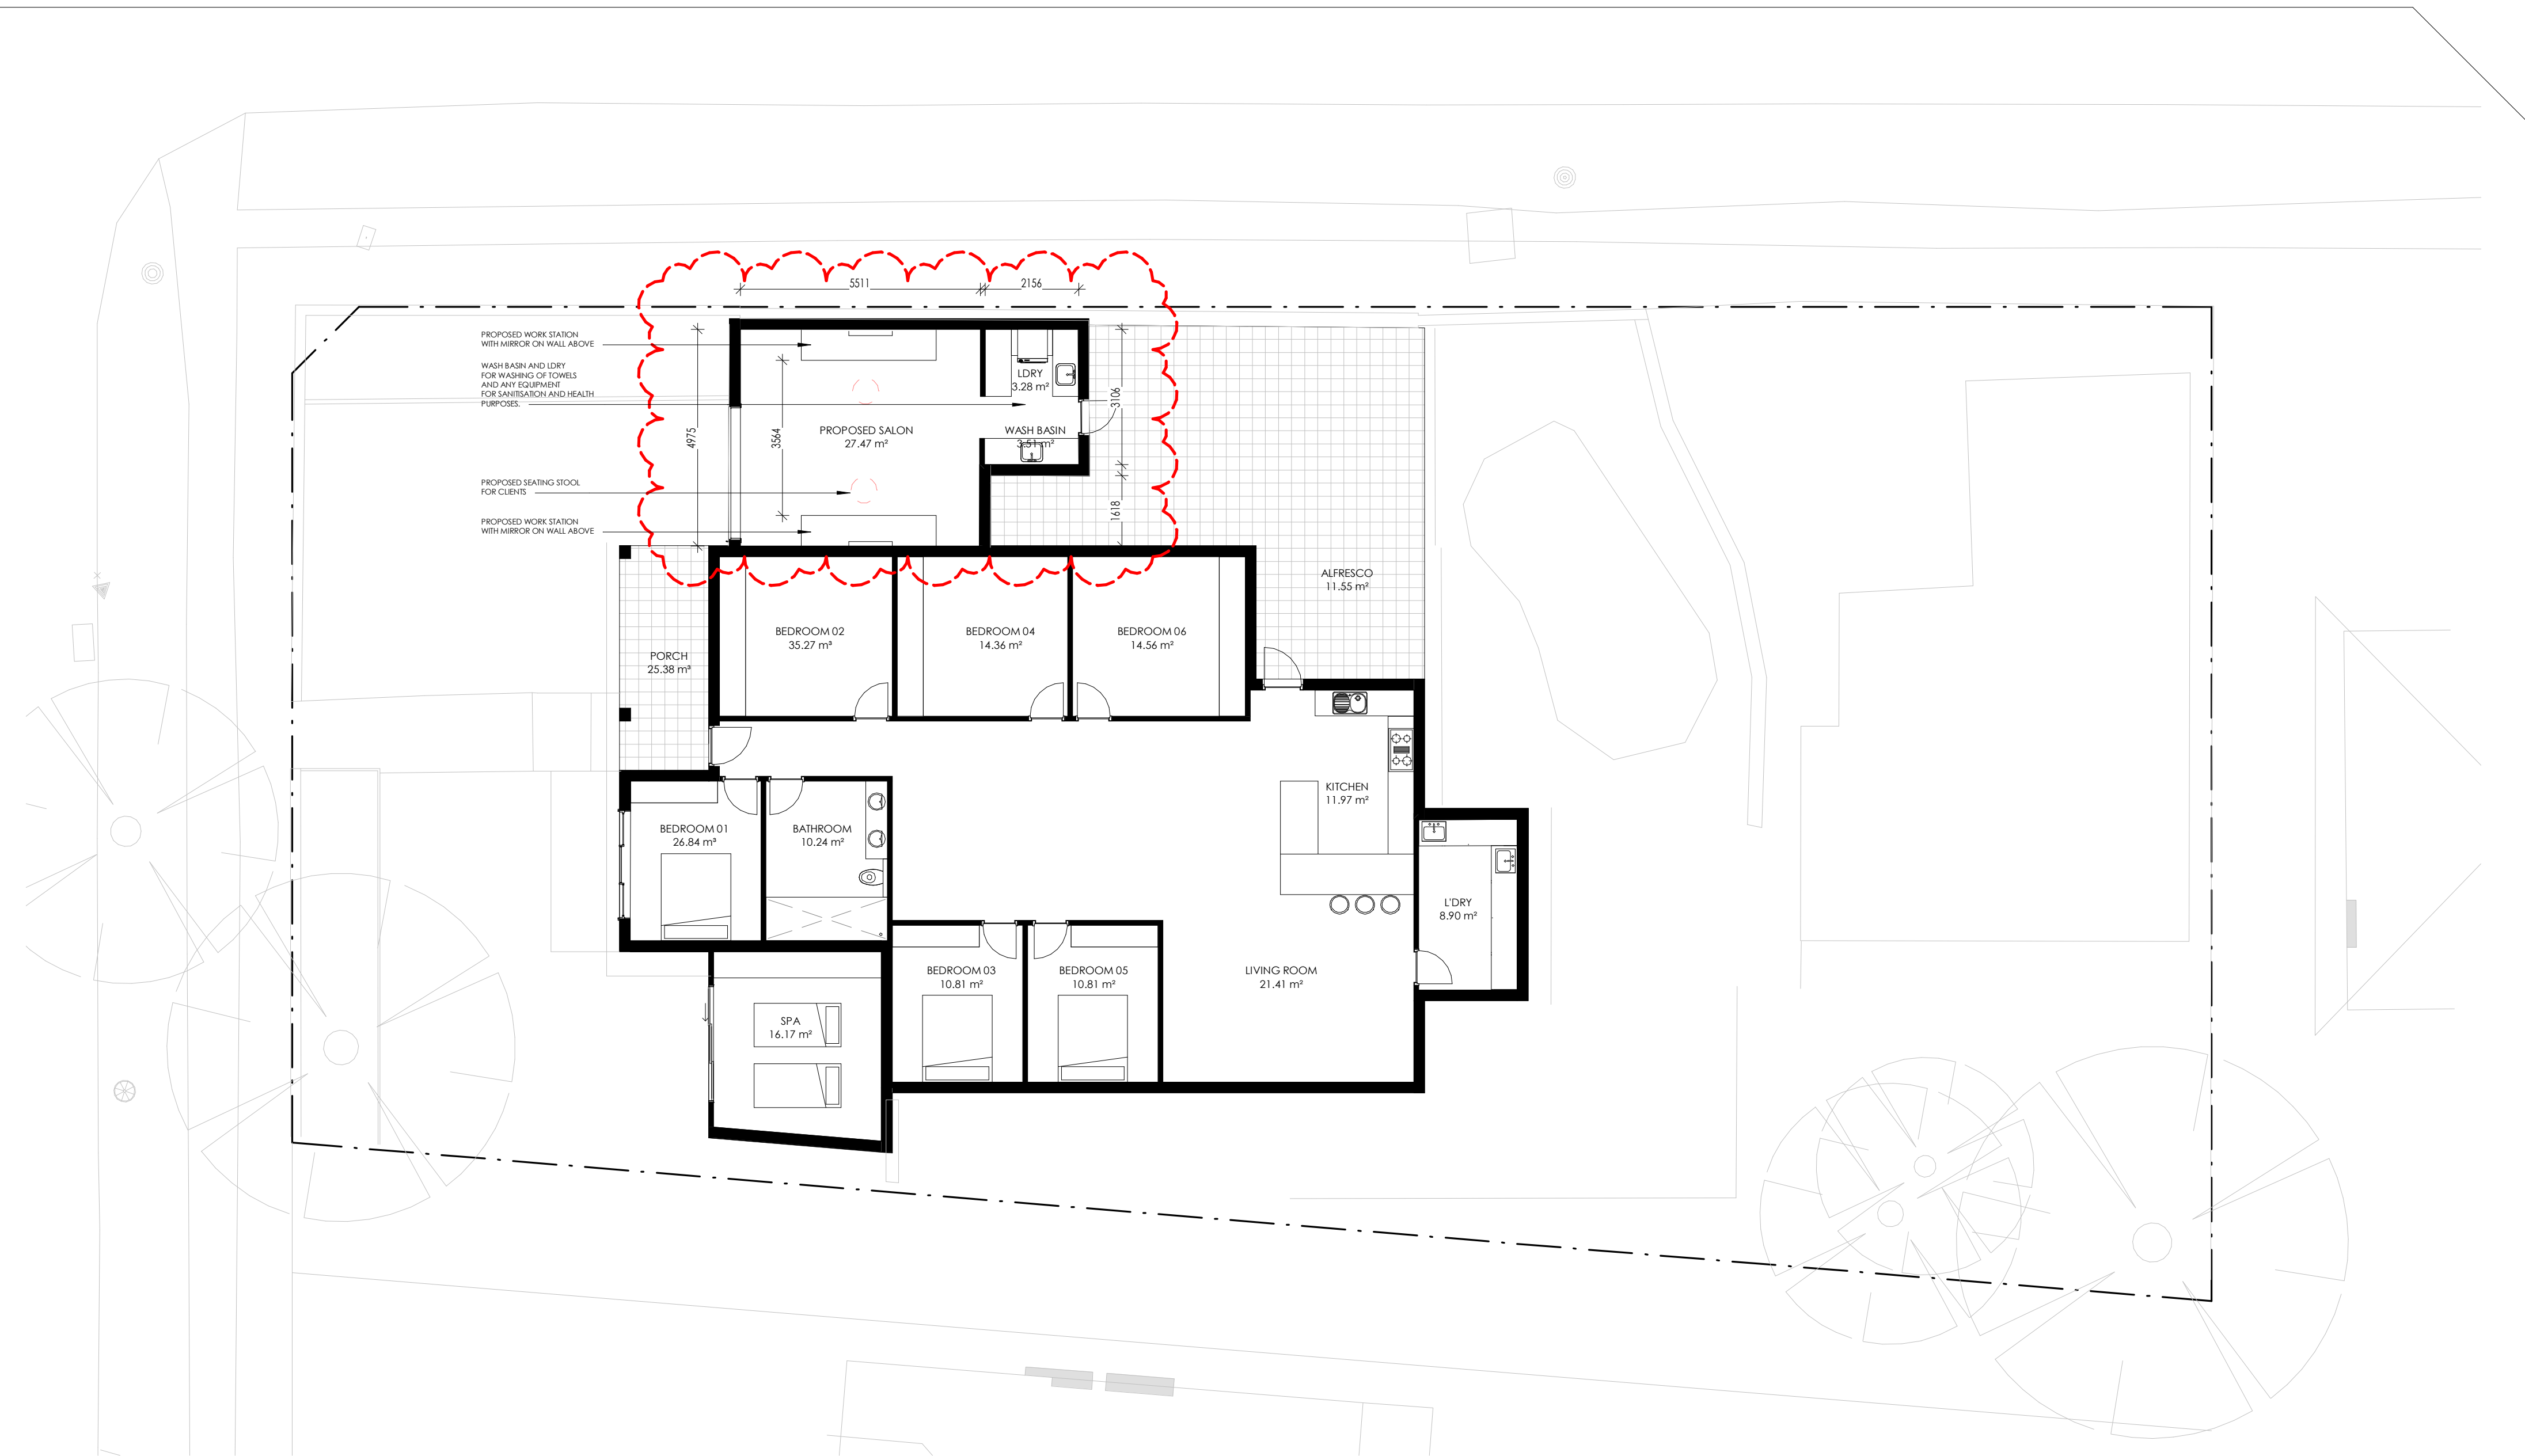 5511
2156
PROPOSED WORK STATION
WITH MIRROR ON WALL ABOVE
WASH BASIN AND LDRY
FOR WASHING OF TOWELS
AND ANY EQUIPMENT
FOR SANITISATION AND HEALTH
PURPOSES.
LDRY
3.28 m²
3106
4975
3564
PROPOSED SALON
27.47 m²
WASH BASIN
3.51 m²
PROPOSED SEATING STOOL
FOR CLIENTS
1618
PROPOSED WORK STATION
WITH MIRROR ON WALL ABOVE
ALFRESCO
11.55 m²
BEDROOM 02
35.27 m³
BEDROOM 04
14.36 m²
BEDROOM 06
14.56 m²
PORCH
25.38 m³
KITCHEN
11.97 m²
BEDROOM 01
26.84 m³
BATHROOM
10.24 m²
L'DRY
8.90 m²
BEDROOM 03
10.81 m²
BEDROOM 05
10.81 m²
LIVING ROOM
21.41 m²
SPA
16.17 m²